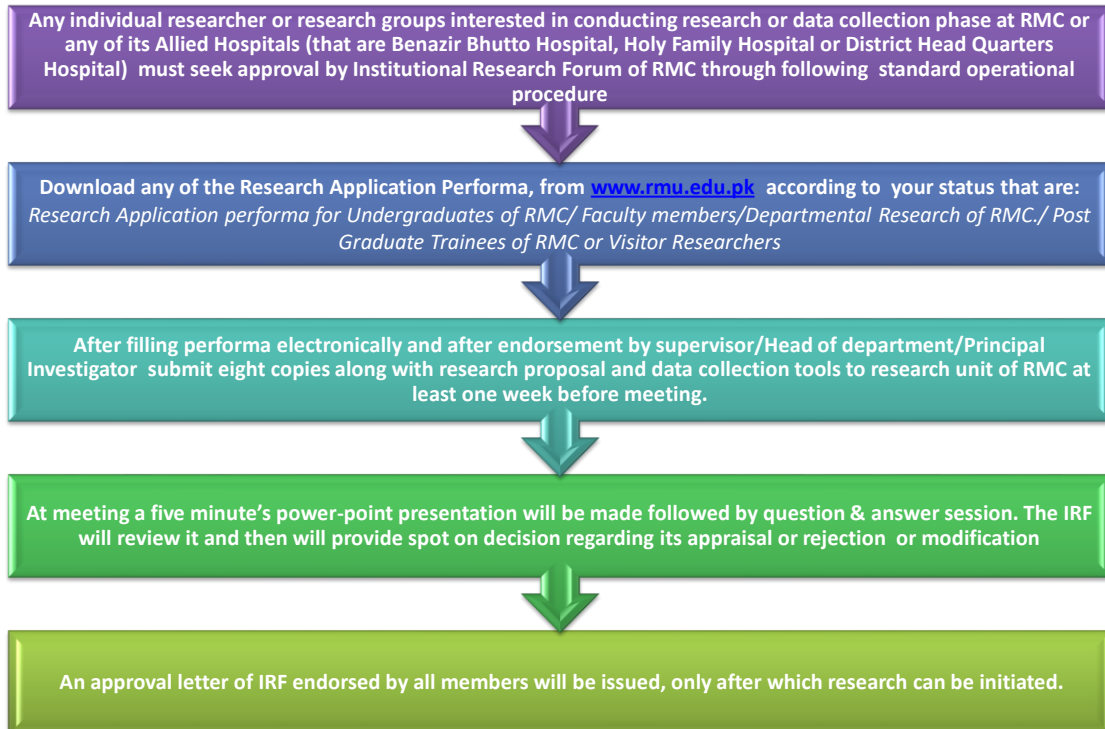 Any individual researcher or research groups interested in conducting research or data collection phase at RMC or
any of its Allied Hospitals (that are Benazir Bhutto Hospital, Holy Family Hospital or District Head Quarters
Hospital) must seek approval by Institutional Research Forum of RMC through following standard operational
procedure
Download any of the Research Application Performa, from www.rmu.edu.pk according to your status that are:
Research Application performa for Undergraduates of RMC/ Faculty members/Departmental Research of RMC./ Post
Graduate Trainees of RMC or Visitor Researchers
After filling performa electronically and after endorsement by supervisor/Head of department/Principal
Investigator submit eight copies along with research proposal and data collection tools to research unit of RMC at
least one week before meeting.
At meeting a five minute’s power-point presentation will be made followed by question & answer session. The IRF
will review it and then will provide spot on decision regarding its appraisal or rejection or modification
An approval letter of IRF endorsed by all members will be issued, only after which research can be initiated.